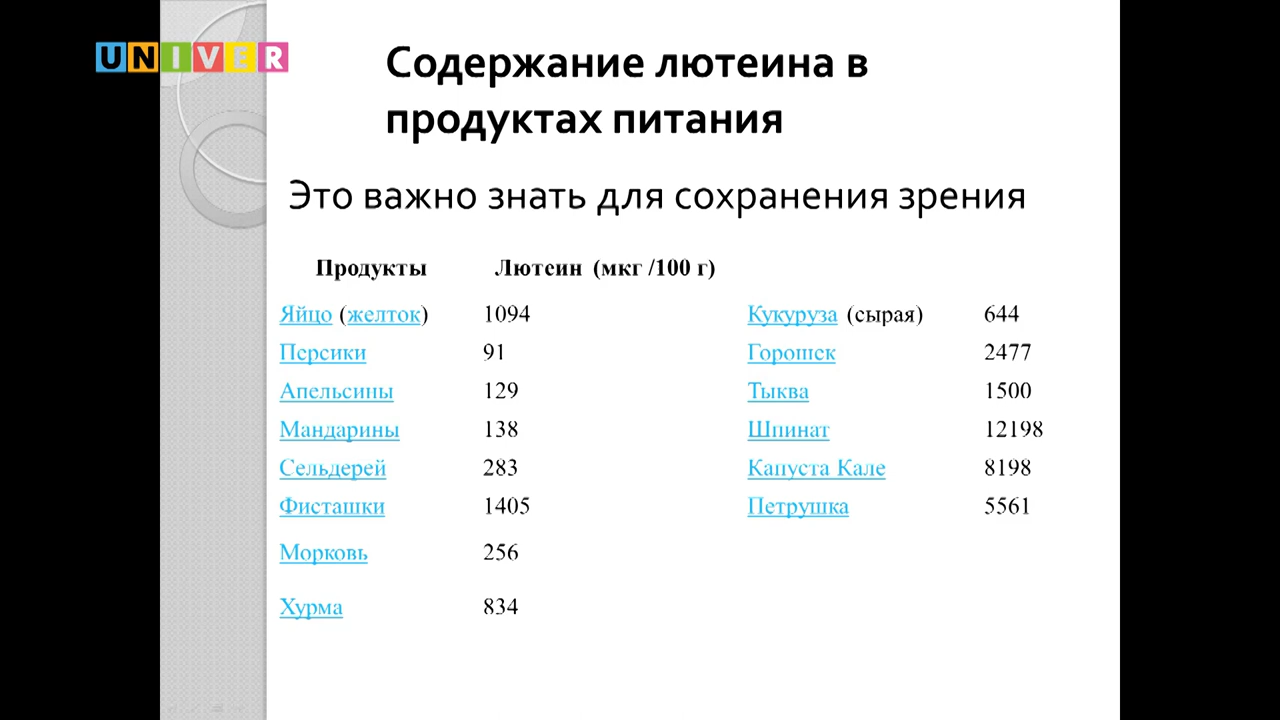 UNIVER
Содержание лютеина в
продуктах питания
Это важно знать для сохранения зрения
Продукты Лютеин (мкг /100 г)
Яйцо (желток) 1094 Кукуруза (сырая) 644
Персики 91 Горошек 2477
Апельсины 129 Тыква 1500
Мандарины 138 Шпинат 12198
Сельдерей 283 Капуста Кале 8198
Фисташки 1405 Петрушка 5561
Морковь 256
Хурма 834